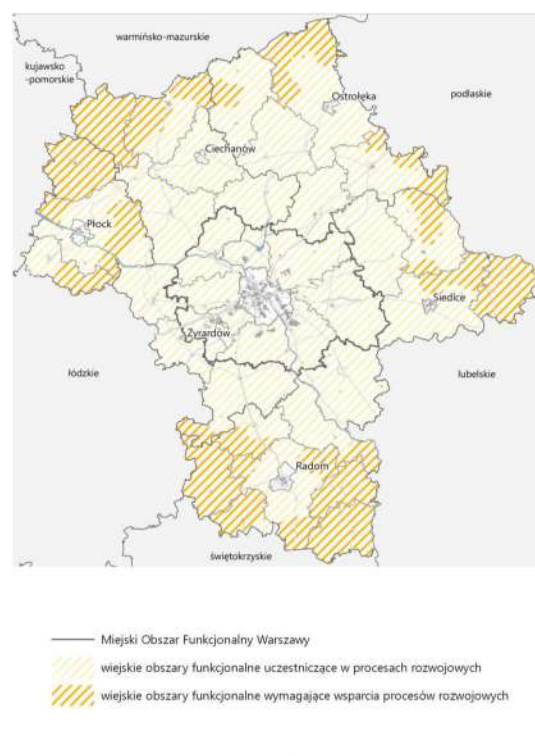 warmińsko-mazurskie
kujawsko
-pomorskie
podlaskie
Ostrołęka
Ciechanów
Płock
Siedlce
Żyrardów
łódzkie
lubelskie
Radom
świętokrzyskie
Miejski Obszar Funkcjonalny Warszawy
wiejskie obszary funkcjonalne uczestniczące w procesach rozwojowych
wiejskie obszary funkcjonalne wymagające wsparcia procesów rozwojowych